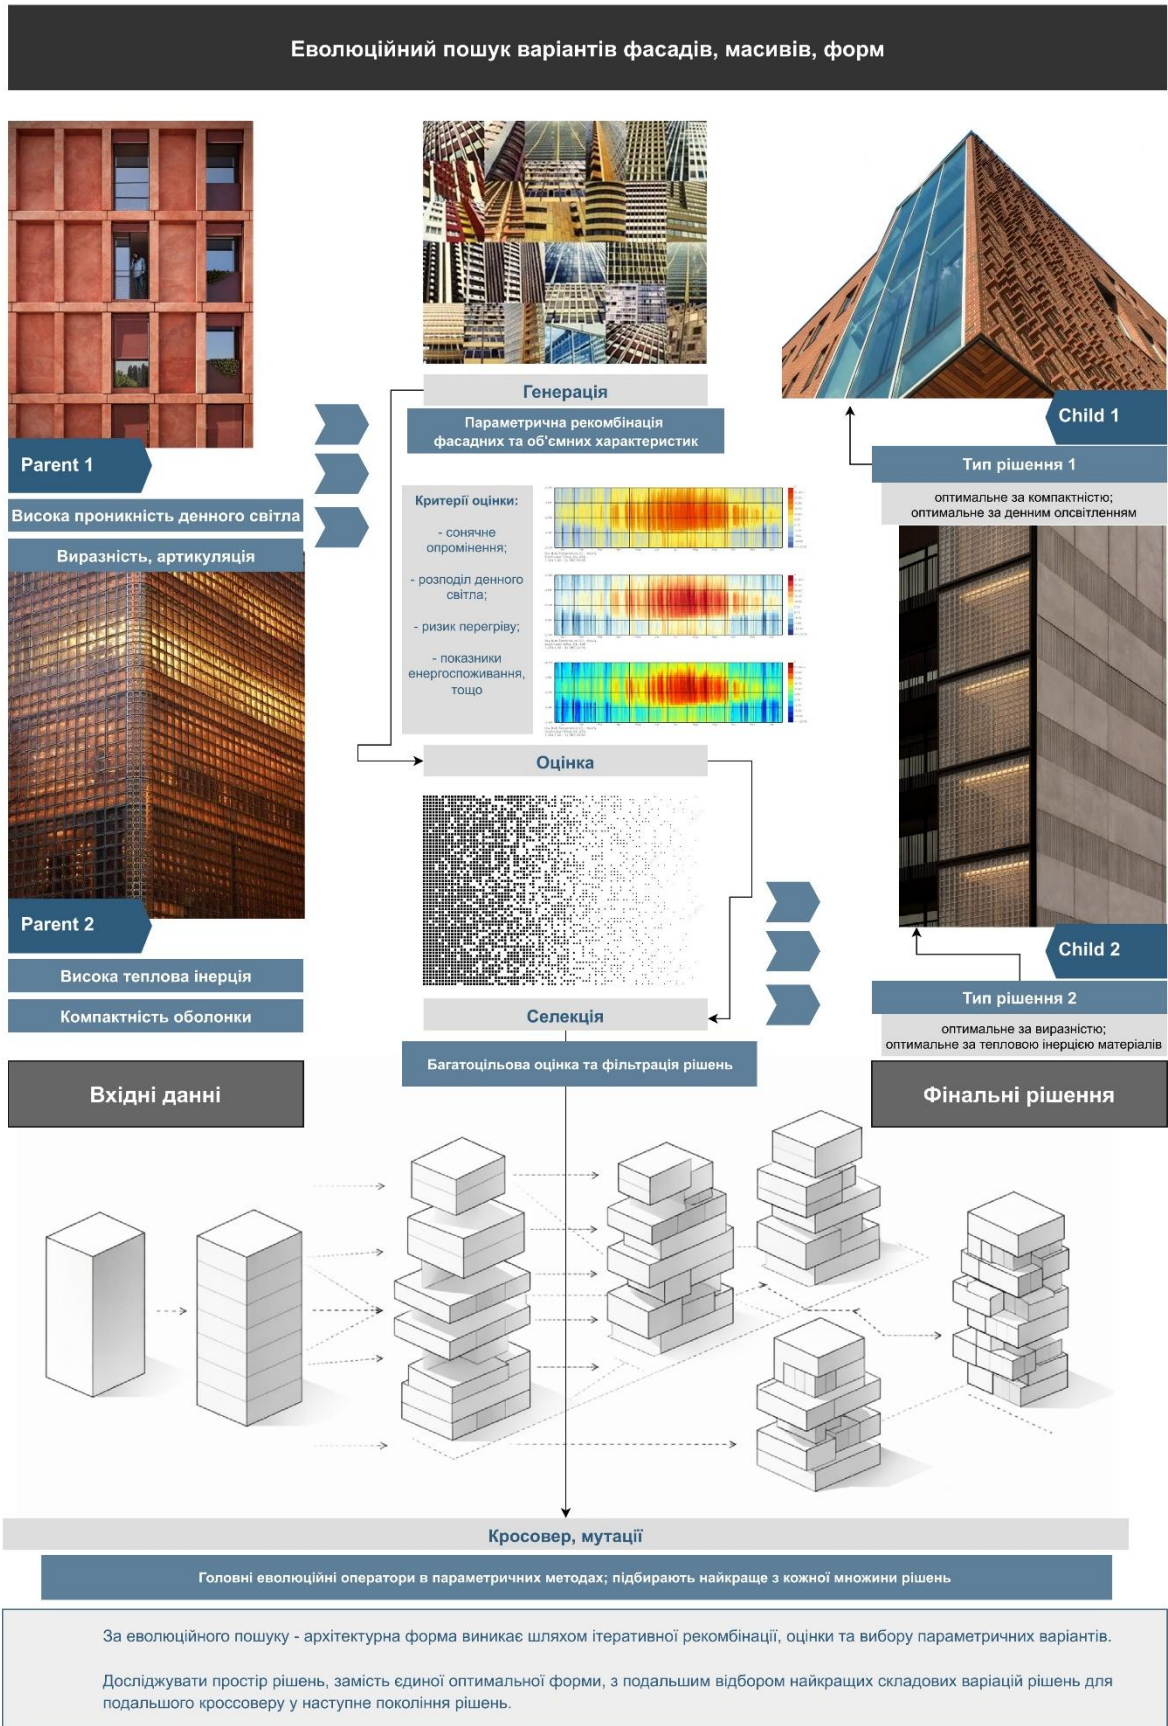 Еволюційний пошук варіантів фасадів, масивів, форм
Parent 1
Висока проникність денного світла
Виразність, артикуляція
Parent 2
Висока теплова інерція
Компактність оболонки
Вхідні данні
Генерація
Параметрична рекомбінація
фасадних та об'ємних характеристик
Критерії оцінки:
- сонячне
опромінення;
- розподіл денного
світла;
- ризик перегріву;
- показники
енергоспоживання,
тощо
Оцінка
Селекція
Багатоцільова оцінка та фільтрація рішень
Child 1
Тип рішення 1
оптимальне за компактністю;
оптимальне за денним олсвітленням
Child 2
Тип рішення 2
оптимальне за виразністю;
оптимальне за тепловою інерцією матеріалів
Фінальні рішення
Кросовер, мутації
Головні еволюційні оператори в параметричних методах; підбирають найкраще з кожної множини рішень
За еволюційного пошуку - архітектурна форма виникає шляхом ітеративної рекомбінації, оцінки та вибору параметричних варіантів.
Досліджувати простір рішень, замість єдиної оптимальної форми, з подальшим відбором найкращих складових варіацій рішень для
подальшого кроссоверу у наступне покоління рішень.